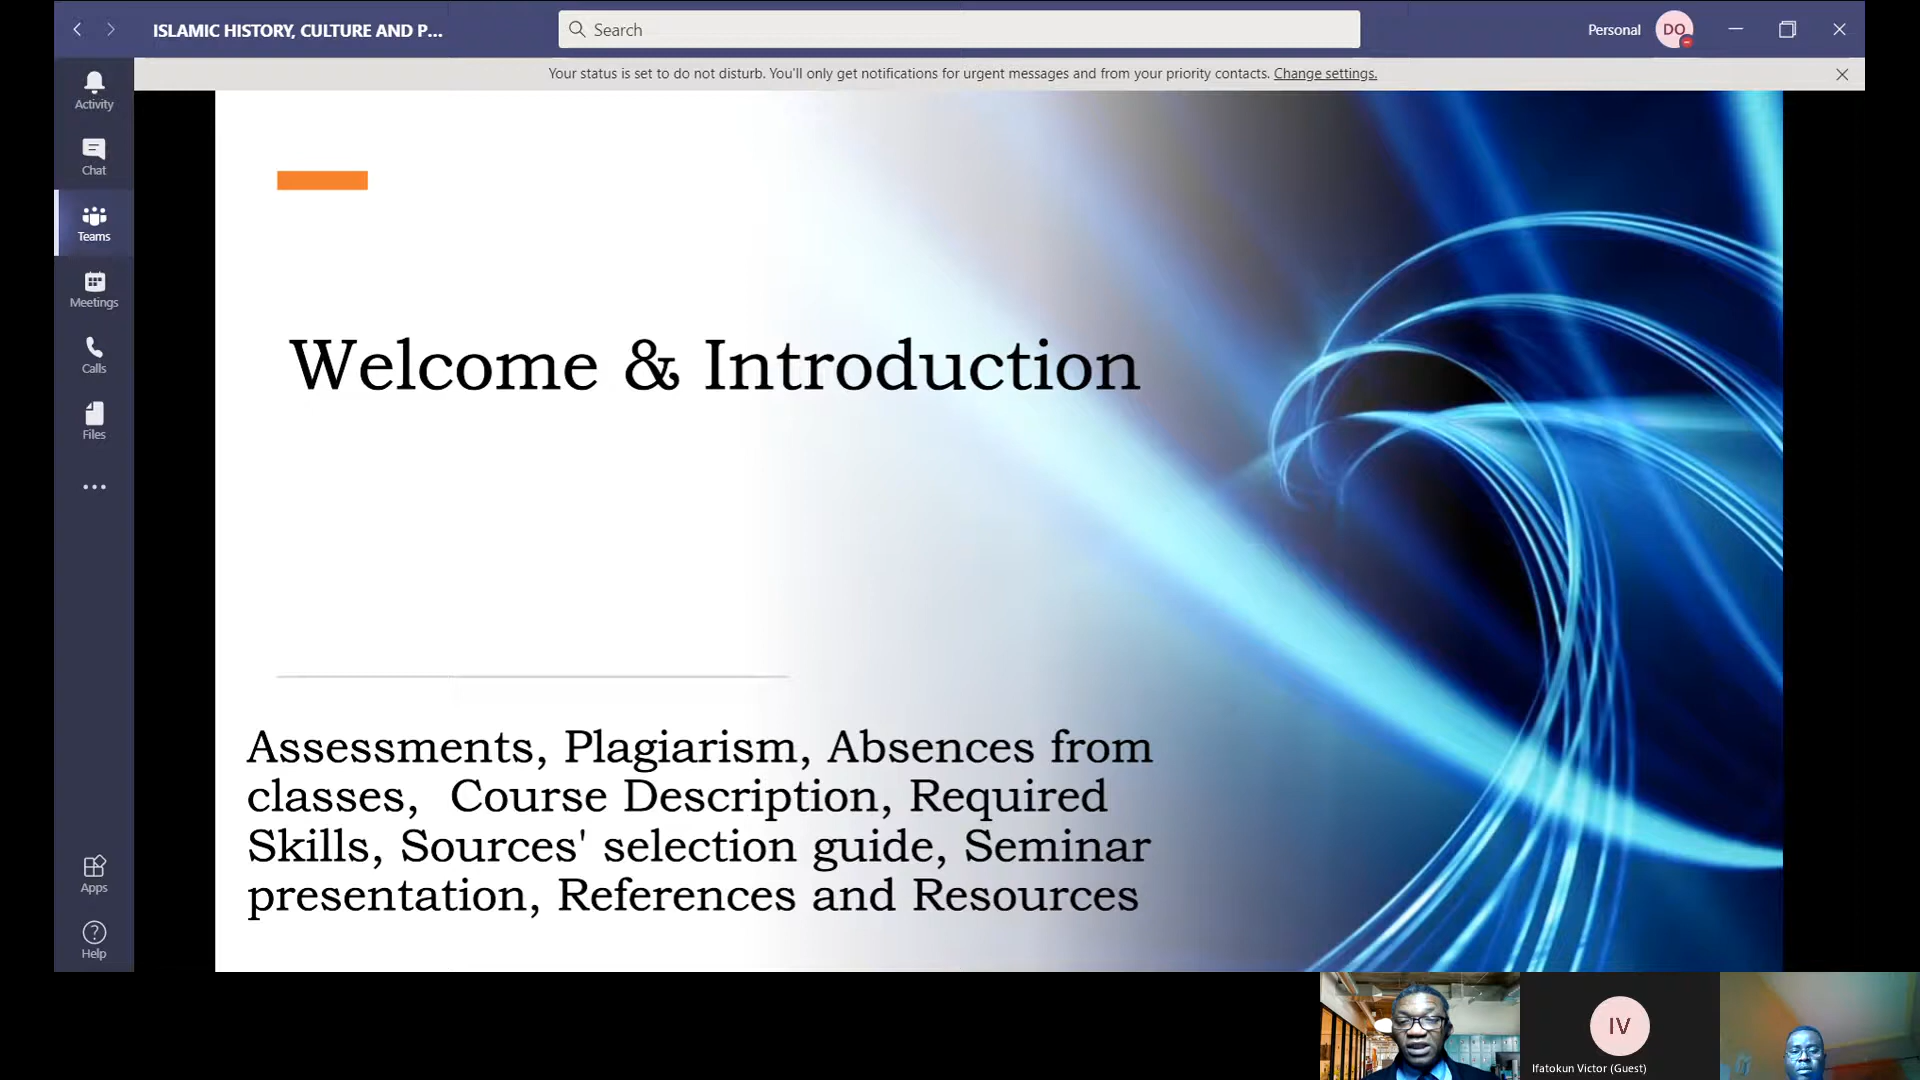 ISLAMIC HISTORY, CULTURE AND P...
Search
Personal
DO
Your status is set to do not disturb. You'll only get notifications for urgent messages and from your priority contacts. Change settings.
Activity
Chat
Teams
Meetings
Calls
Files
Apps
Help
Welcome & Introduction
Assessments, Plagiarism, Absences from
classes, Course Description, Required
Skills, Sources' selection guide, Seminar
presentation, References and Resources
IV
Ifatokun Victor (Guest)